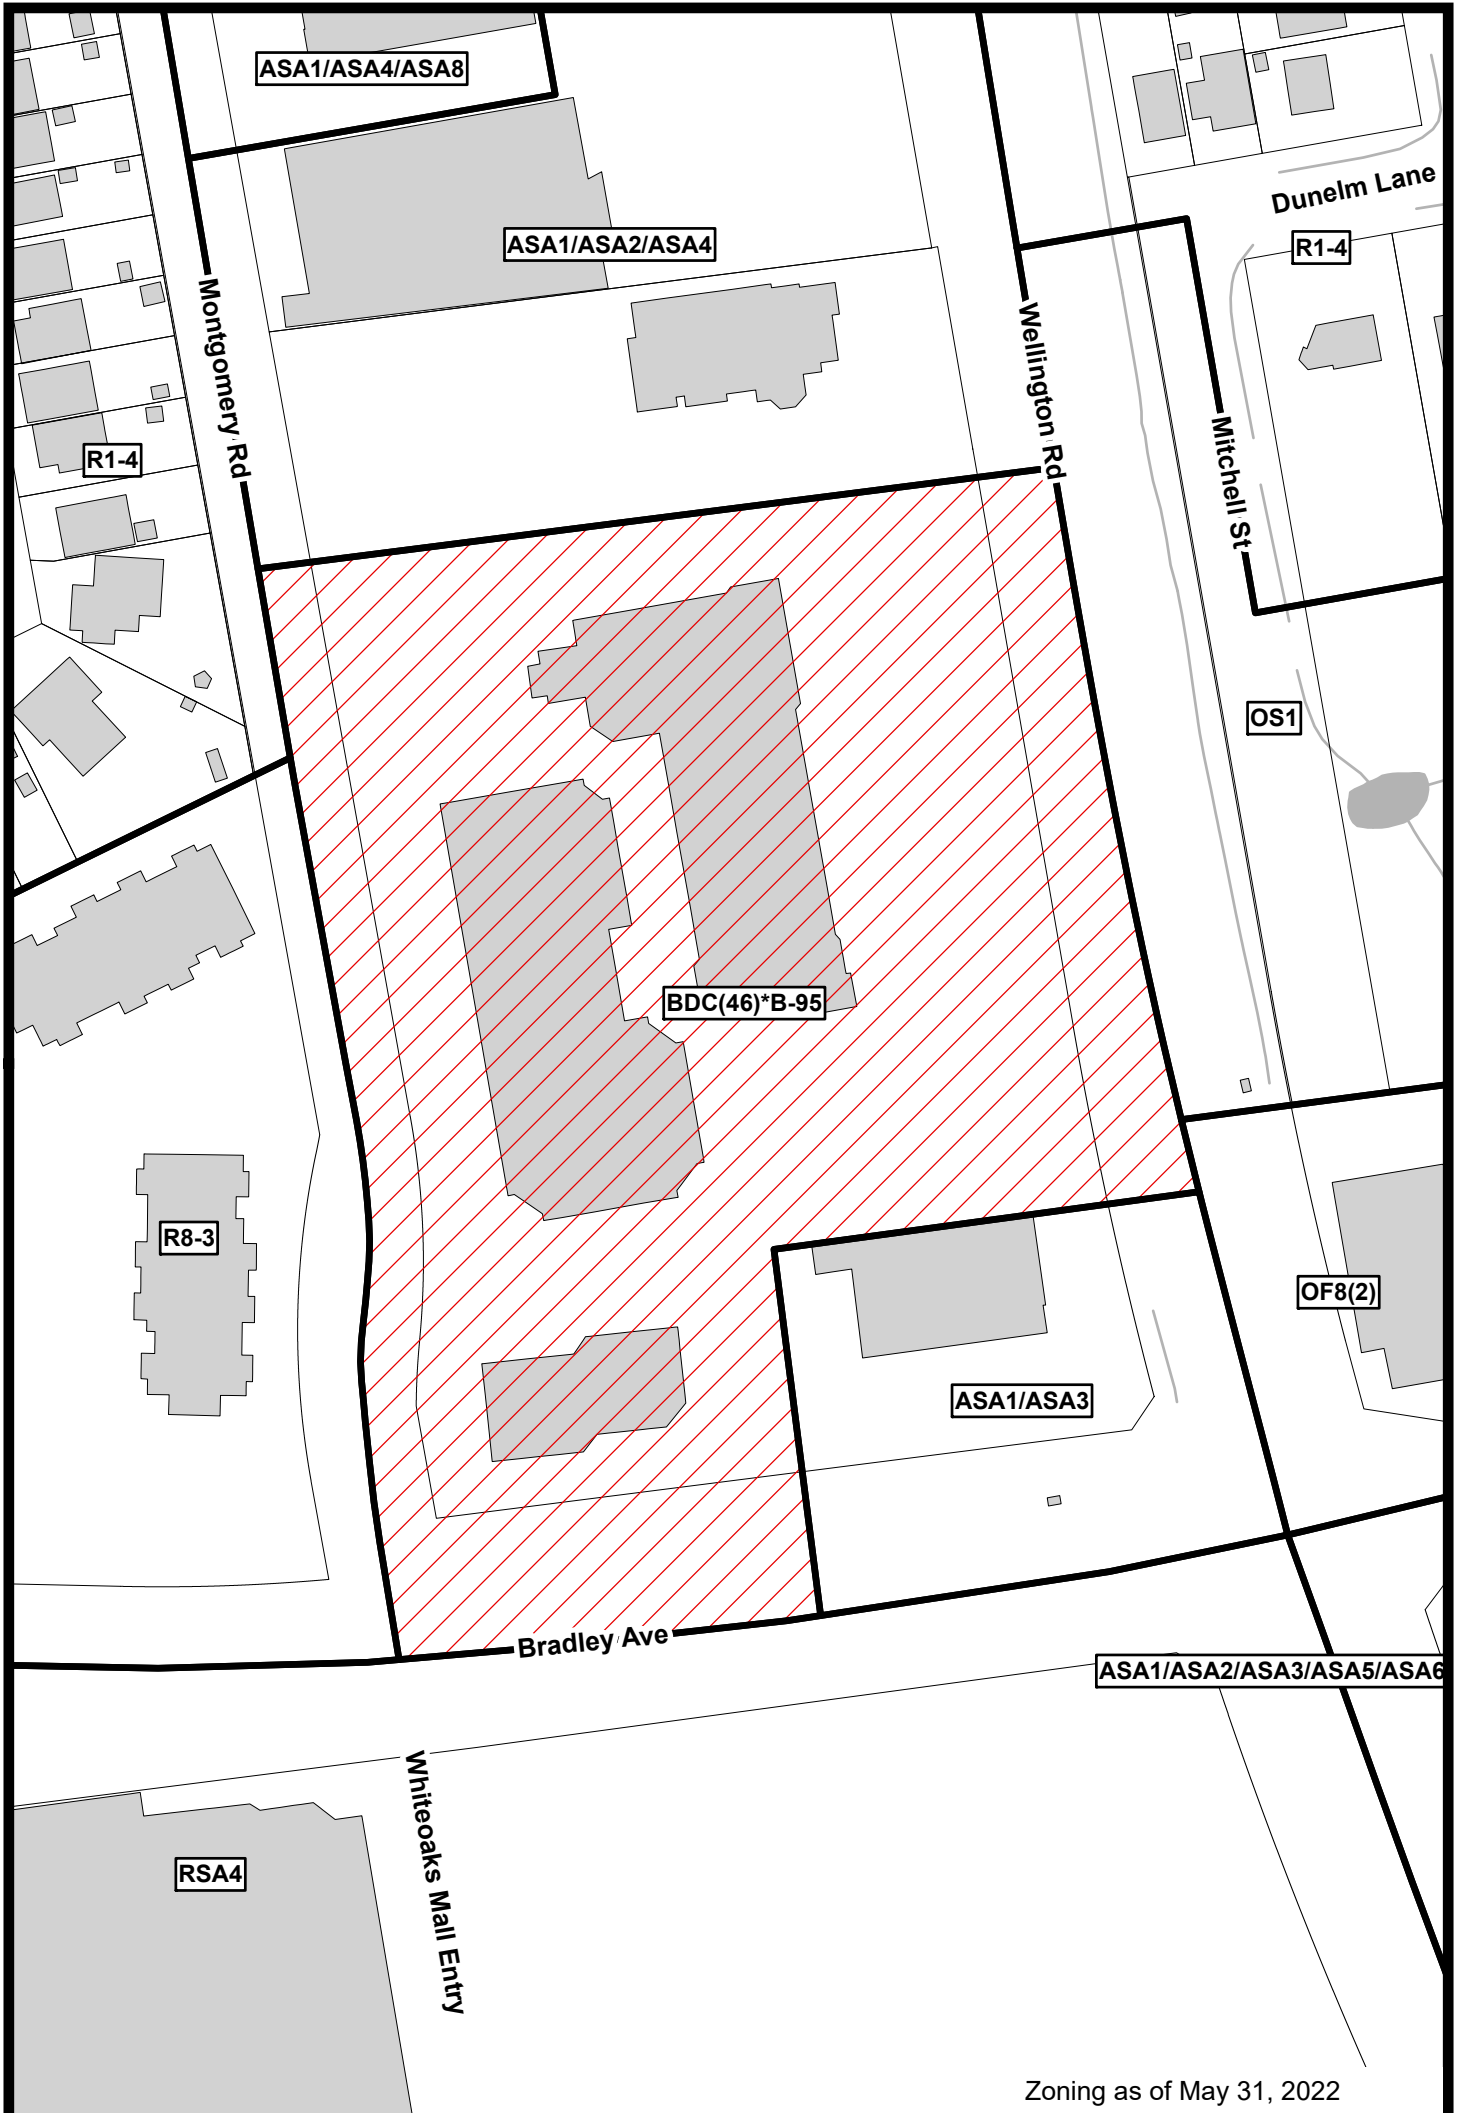 ASA1/ASA4/ASA8
Dunelm Lane
ASA1/ASA2/ASA4
R1-4
Montgomery Rd
Wellington Rd
R1-4
Mitchell St
OS1
BDC(46)*B-95
R8-3
OF8(2)
ASA1/ASA3
Bradley Ave
ASA1/ASA2/ASA3/ASA5/ASA6
Whiteoaks Mall Entry
RSA4
Zoning as of May 31, 2022